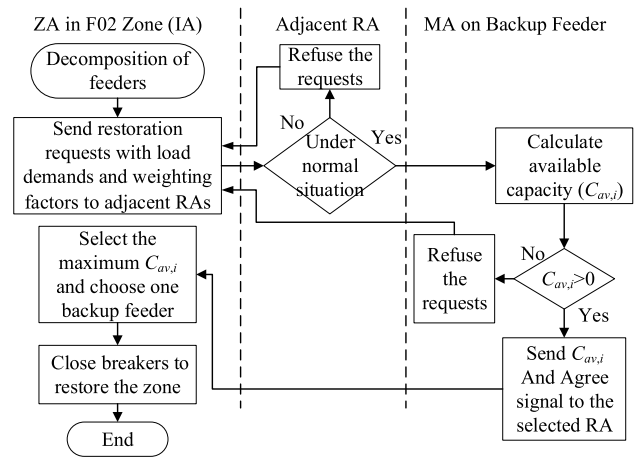 ZA in F02 Zone (IA)
Adjacent RA
MA on Backup Feeder
Decomposition of
feeders
Refuse the
requests
No
Yes
Under
normal
situation
Send restoration
requests with load
demands and weighting
factors to adjacent RAs
Calculate
available
capacity (C_{av,i})
Select the
maximum C_{av,i}
and choose one
backup feeder
Refuse
the
requests
No
C_{av,i}>0
Yes
Close breakers to
restore the zone
Send C_{av,i}
And Agree
signal to the
selected RA
End